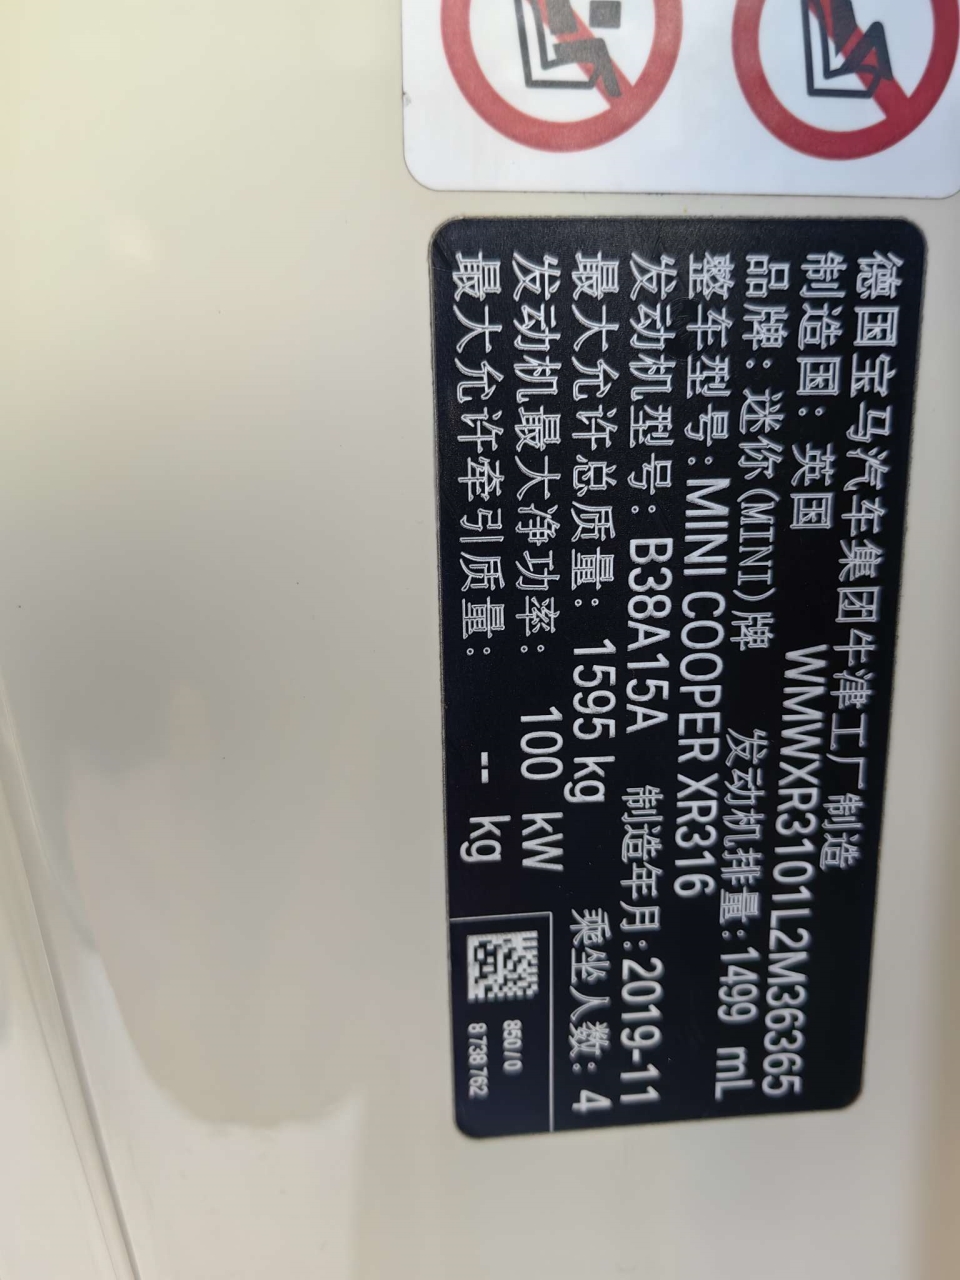 德国宝马汽车集团牛津工厂制造
制造国：英国 WMWXR3101L2M36365
品牌：迷你(MINI)牌 发动机排量：1499 mL
整车型号：MINI COOPER XR316
发动机型号：B38A15A 制造年月：2019-11
最大允许总质量：1595 kg 乘坐人数：4
发动机最大净功率：100 kW
最大允许牵引质量：-- kg
850/0
8 738 762